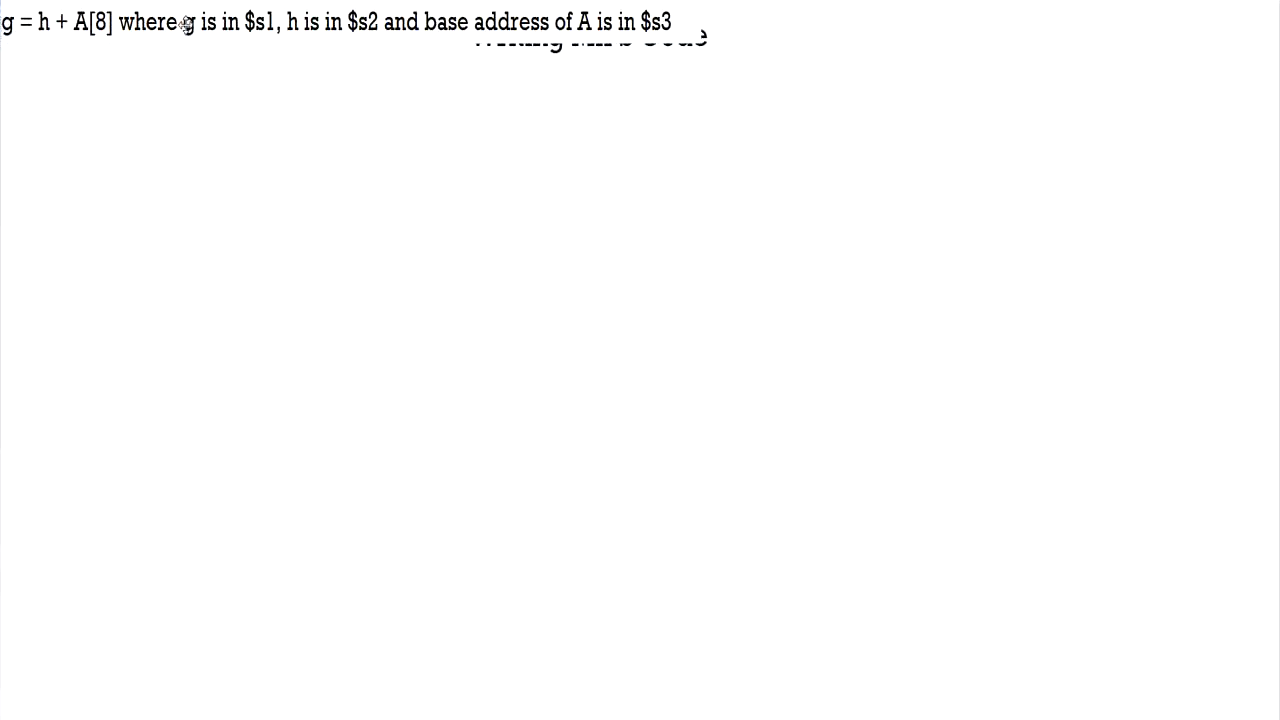 g = h + A[8] where g is in $s1, h is in $s2 and base address of A is in $s3